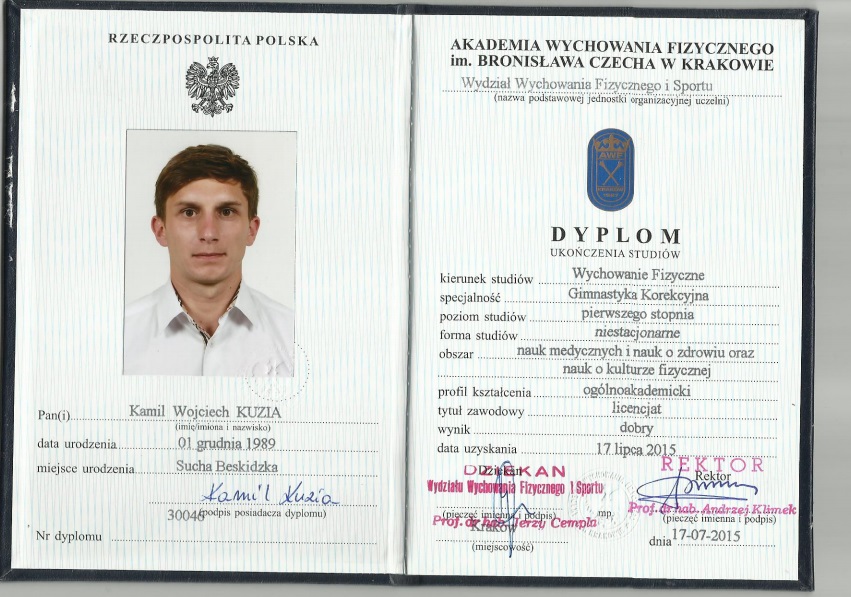 RZECZPOSPOLITA POLSKA
Pan(i) Kamil Wojciech KUZIA
(imię/imiona i nazwisko)
data urodzenia 01 grudnia 1989
miejsce urodzenia Sucha Beskidzka
Kamil Kuzia
(podpis posiadacza dyplomu)
30046
Nr dyplomu
AKADEMIA WYCHOWANIA FIZYCZNEGO
im. BRONISŁAWA CZECHA W KRAKOWIE
Wydział Wychowania Fizycznego i Sportu
(nazwa podstawowej jednostki organizacyjnej uczelni)
AWF
DYPLOM
UKOŃCZENIA STUDIÓW
kierunek studiów Wychowanie Fizyczne
specjalność Gimnastyka Korekcyjna
poziom studiów pierwszego stopnia
forma studiów niestacjonarne
obszar nauk medycznych i nauk o zdrowiu oraz
nauk o kulturze fizycznej
profil kształcenia ogólnoakademicki
tytuł zawodowy licencjat
wynik dobry
data uzyskania 17 lipca 2015
DZIEKAN
Dziekan
Wydziału Wychowania Fizycznego i Sportu
(pieczęć imienna i podpis)
Prof. dr hab. Jerzy Cempla
Kraków
(miejscowość)
mp.
REKTOR
Rektor
Prof. dr hab. Andrzej Klimek
(pieczęć imienna i podpis)
dnia 17-07-2015